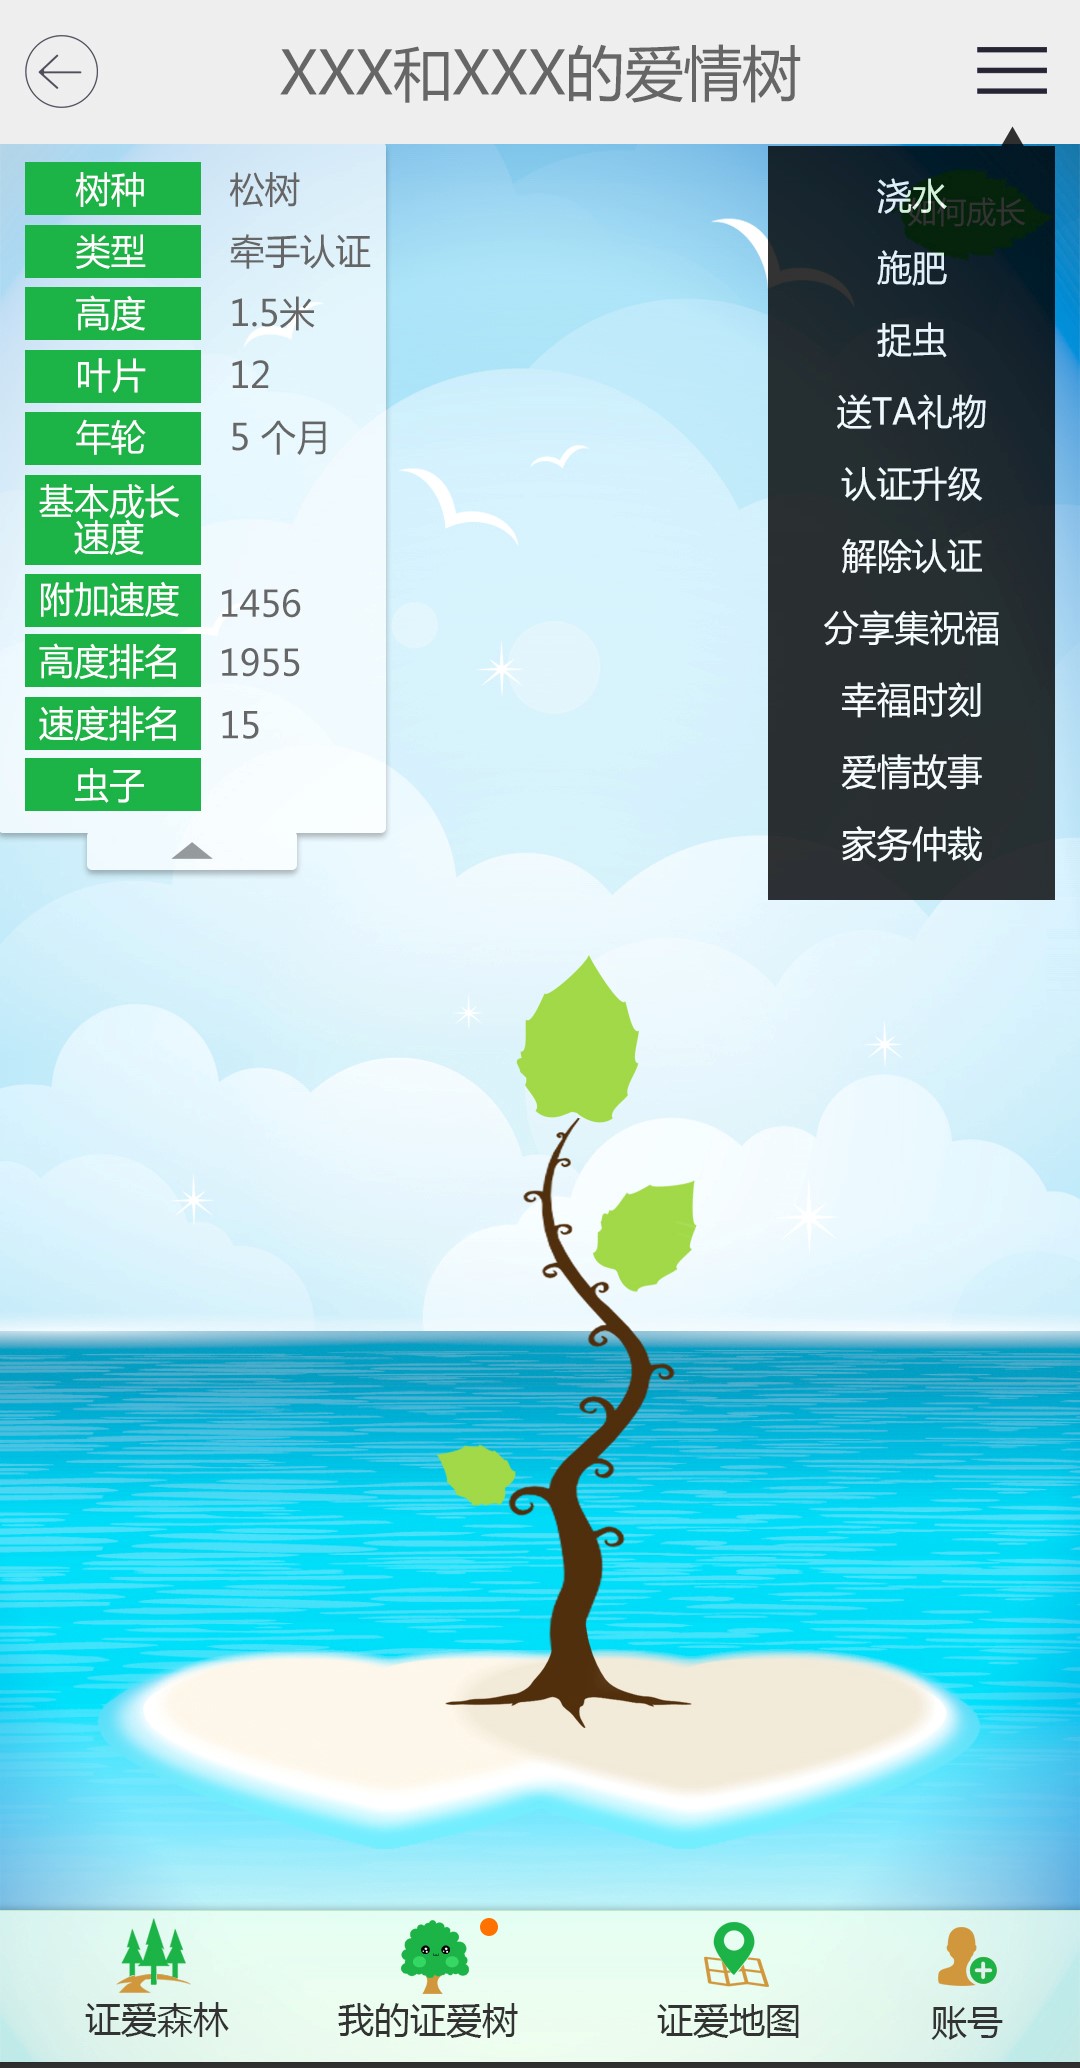 XXX和XXX的爱情树
树种 松树
类型 牵手认证
高度 1.5米
叶片 12
年轮 5 个月
基本成长
速度
附加速度 1456
高度排名 1955
速度排名 15
虫子
浇水
如何成长
施肥
捉虫
送TA礼物
认证升级
解除认证
分享集祝福
幸福时刻
爱情故事
家务仲裁
证爱森林 我的证爱树 证爱地图 账号